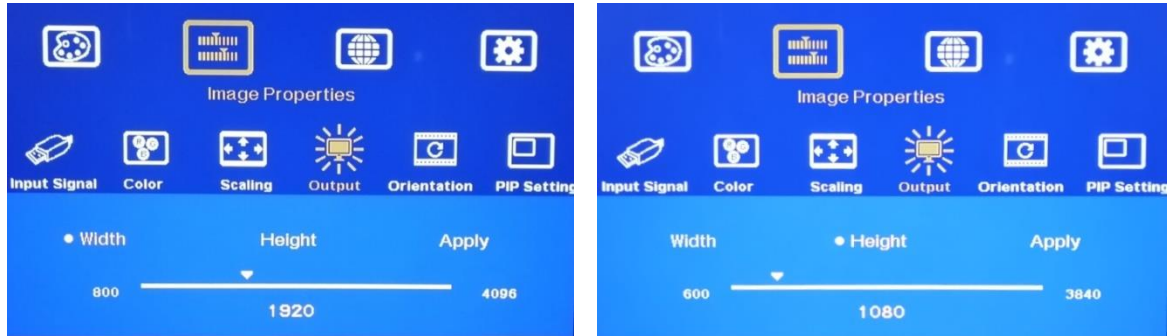 Image Properties
Input Signal Color Scaling Output Orientation PIP Setting
Width Height Apply
800 4096
1920
Image Properties
Input Signal Color Scaling Output Orientation PIP Setting
Width Height Apply
600 3840
1080